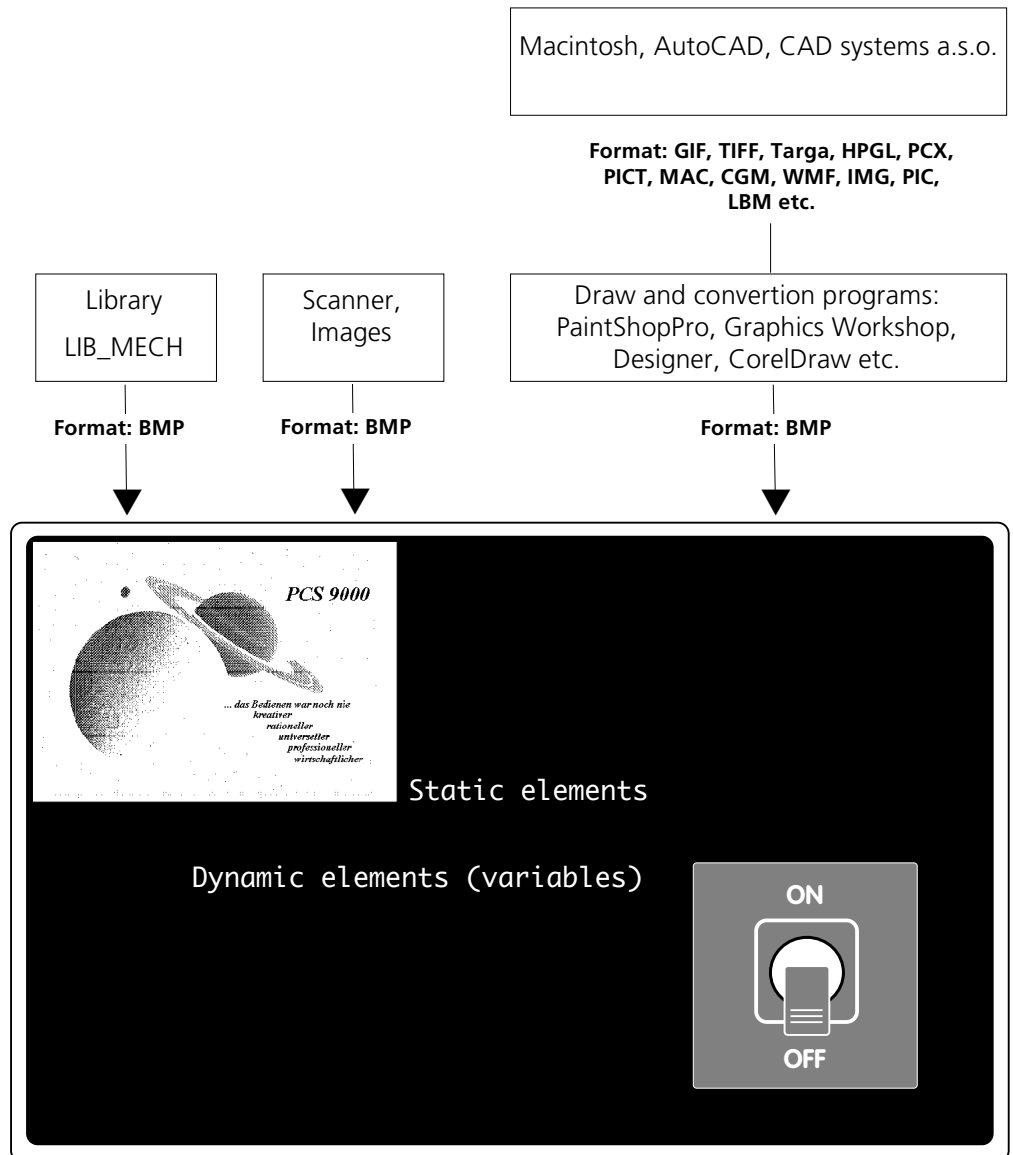 Macintosh, AutoCAD, CAD systems a.s.o.
Format: GIF, TIFF, Targa, HPGL, PCX,
PICT, MAC, CGM, WMF, IMG, PIC,
LBM etc.
Library
LIB_MECH
Scanner,
Images
Draw and convertion programs:
PaintShopPro, Graphics Workshop,
Designer, CorelDraw etc.
Format: BMP
Format: BMP
Format: BMP
PCS 9000
... das Bedienen war noch nie
kreativer
rationeller
universeller
professioneller
wirtschaftlicher
Static elements
Dynamic elements (variables)
ON
OFF